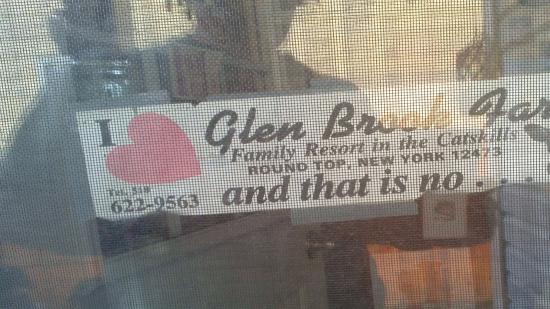 I Glen Brook Far
Family Resort in the Catskills
ROUND TOP, NEW YORK 12473
Tel. 518
622-9563
and that is no . . .